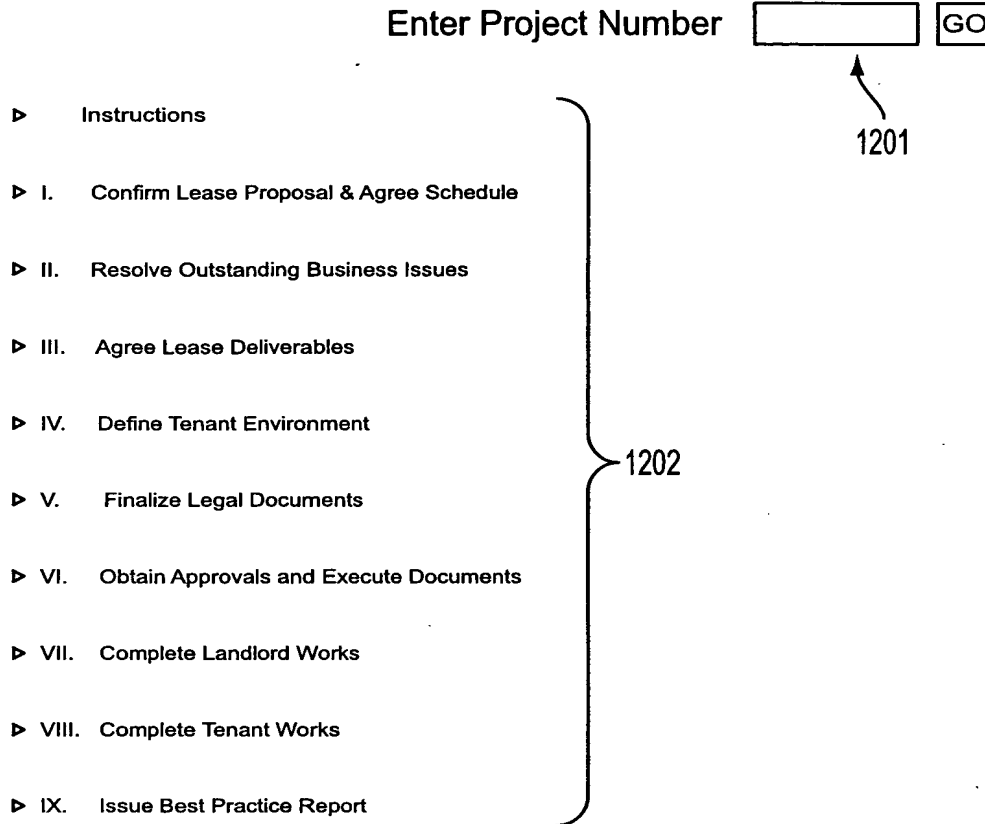 Enter Project Number GO
1201
Instructions
I. Confirm Lease Proposal & Agree Schedule
II. Resolve Outstanding Business Issues
III. Agree Lease Deliverables
IV. Define Tenant Environment
1202
V. Finalize Legal Documents
VI. Obtain Approvals and Execute Documents
VII. Complete Landlord Works
VIII. Complete Tenant Works
IX. Issue Best Practice Report